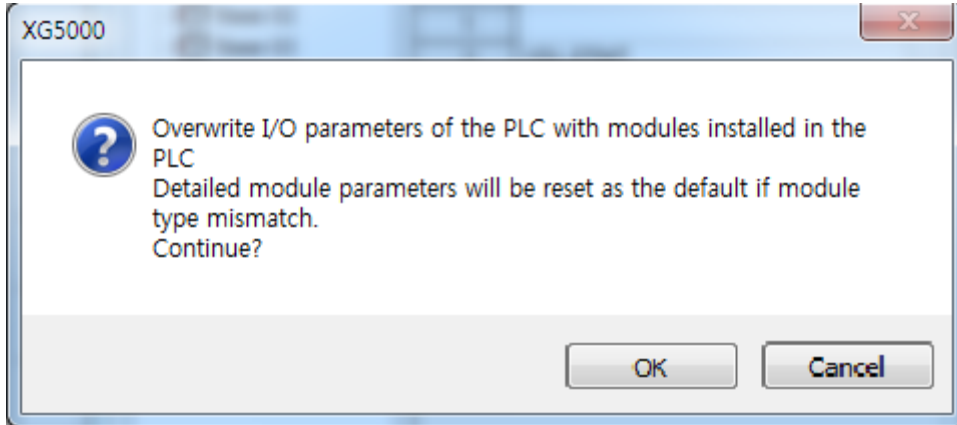 XG5000
Overwrite I/O parameters of the PLC with modules installed in the
PLC
Detailed module parameters will be reset as the default if module
type mismatch.
Continue?
OK
Cancel